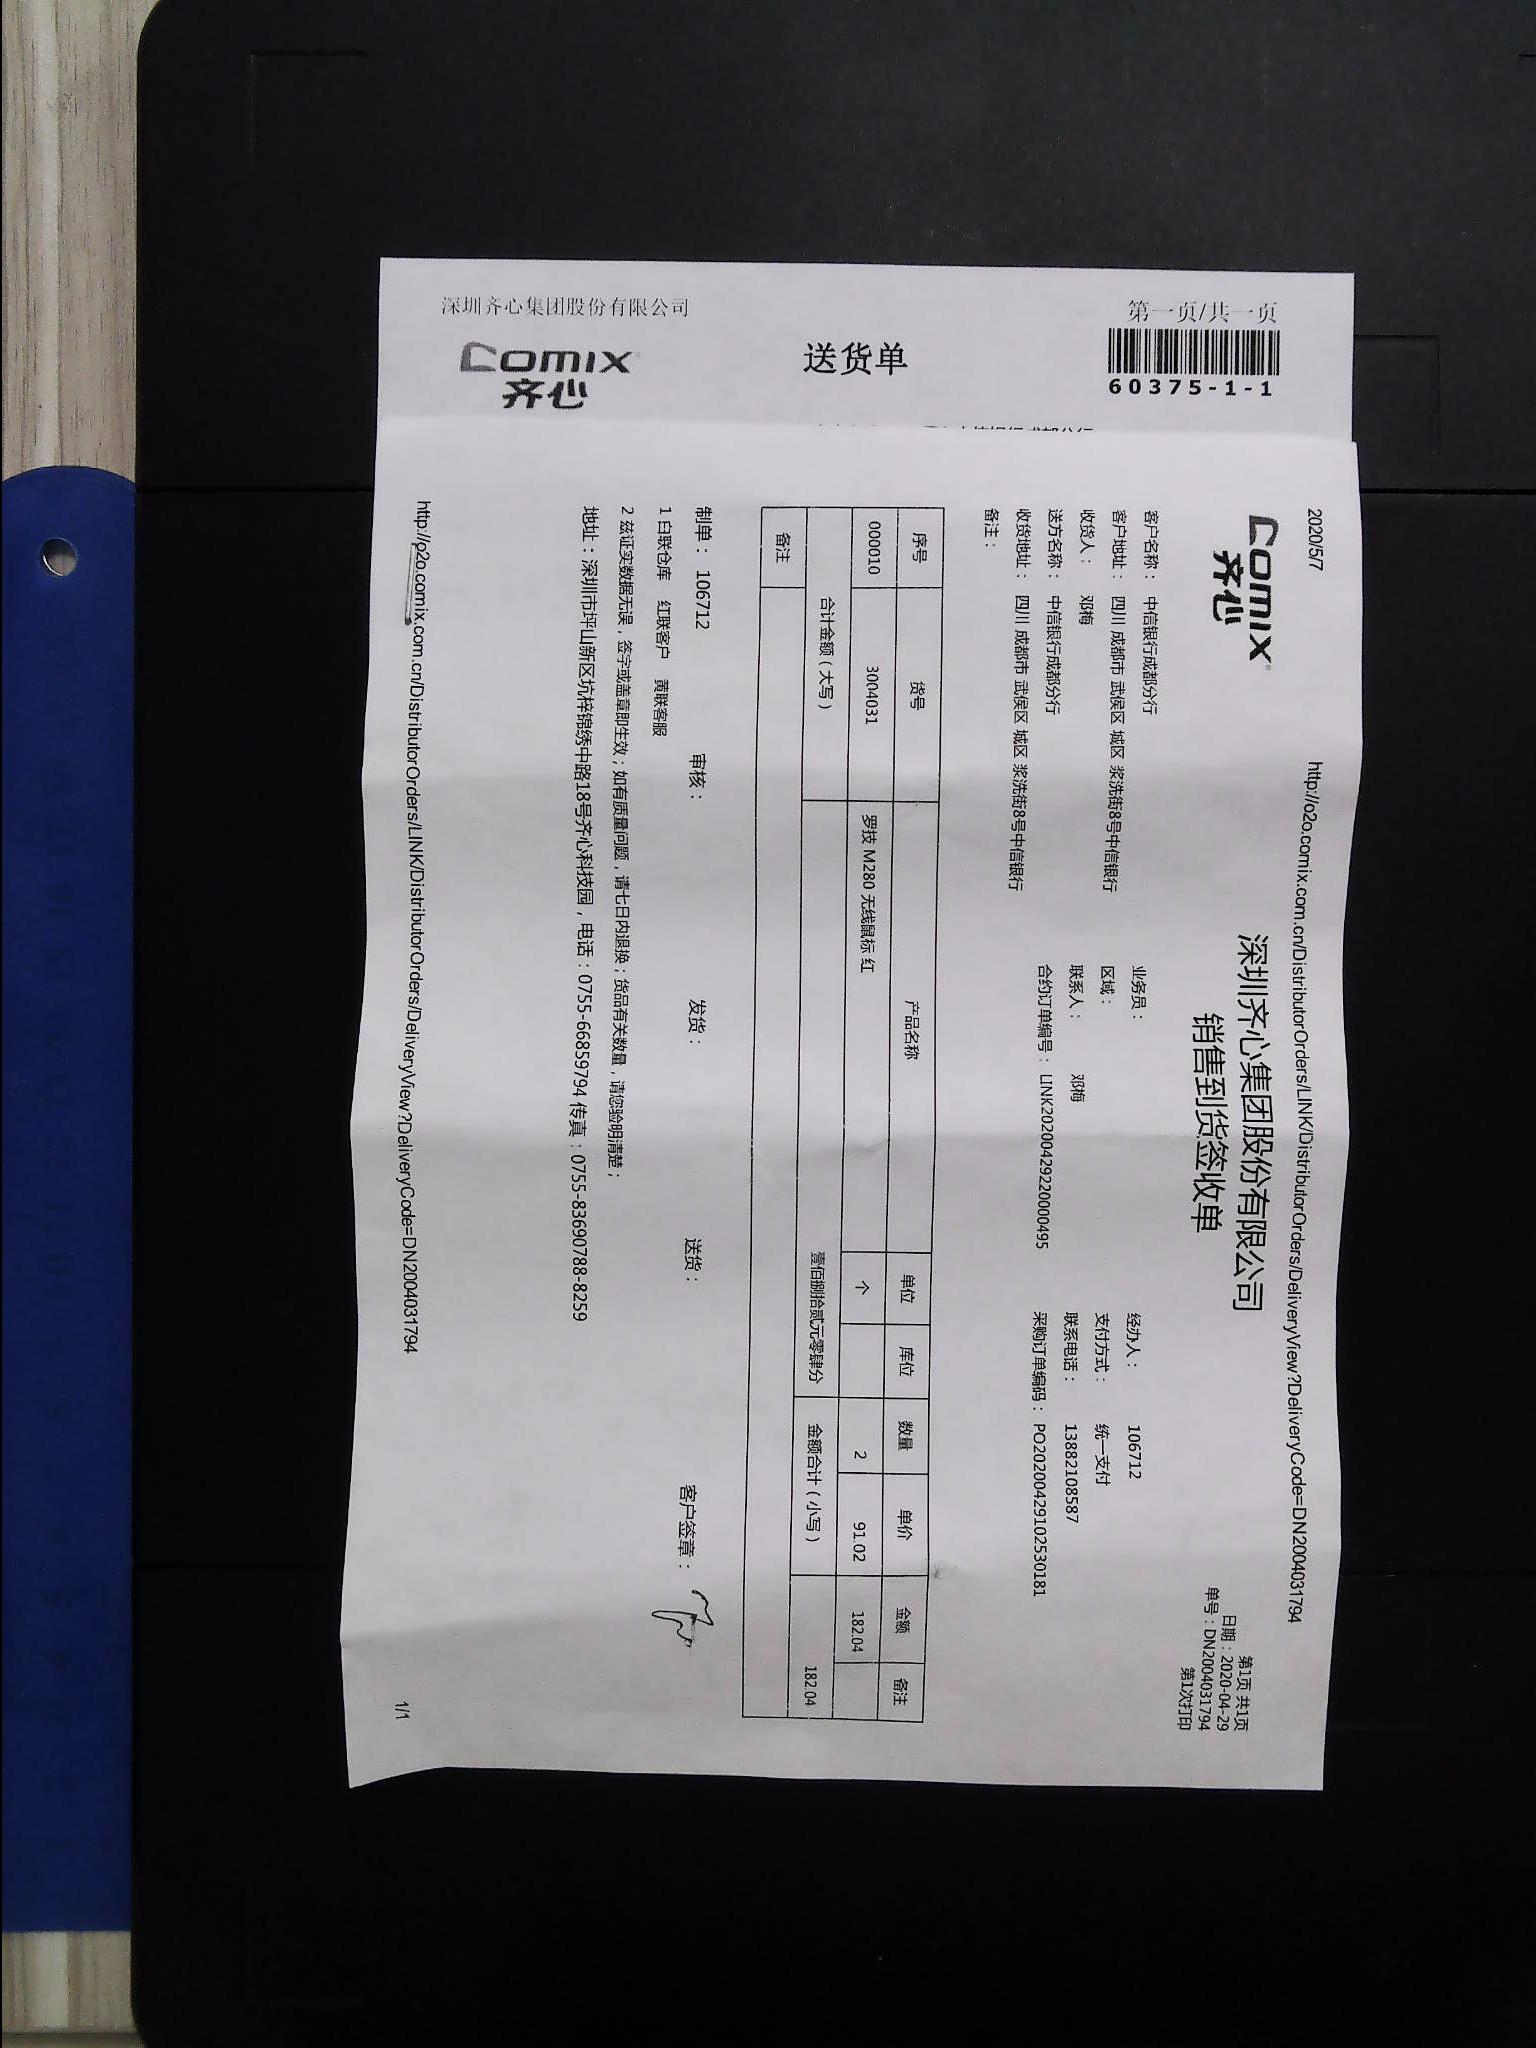 深圳齐心集团股份有限公司
第一页/共一页
comix
齐心
送货单
60375-1-1
2020/5/7
http://o2o.comix.com.cn/DistributorOrders/LINK/DistributorOrders/DeliveryView?DeliveryCode=DN2004031794
comix
齐心
深圳齐心集团股份有限公司
销售到货签收单
第1页 共1页
日期：2020-04-29
单号：DN2004031794
第1次打印
客户名称： 中信银行成都分行 业务员： 经办人： 106712
客户地址： 四川 成都市 武侯区 城区 浆洗街8号中信银行 区域： 支付方式： 统一支付
收货人： 邓梅 联系人： 邓梅 联系电话： 13882108587
送方名称： 中信银行成都分行 合约订单编号： LINK20200429220000495 采购订单编码： PO2020042910253018​1
收货地址： 四川 成都市 武侯区 城区 浆洗街8号中信银行
备注：
序号 货号 产品名称 单位 库位 数量 单价 金额 备注
000010 3004031 罗技 M280 无线鼠标 红 个 2 91.02 182.04
合计金额（大写） 壹佰捌拾贰元零肆分 金额合计（小写） 182.04
备注
制单： 106712 审核： 发货： 送货： 客户签章：
1 白联仓库 红联客户 黄联客服
2 兹证实数据无误，签字或盖章即生效；如有质量问题，请七日内退换；货品有关数量，请您验明清楚；
地址：深圳市坪山新区坑梓锦绣中路18号齐心科技园，电话：0755-66859794 传真：0755-83690788-8259
http://o2o.comix.com.cn/DistributorOrders/LINK/DistributorOrders/DeliveryView?DeliveryCode=DN2004031794
1/1